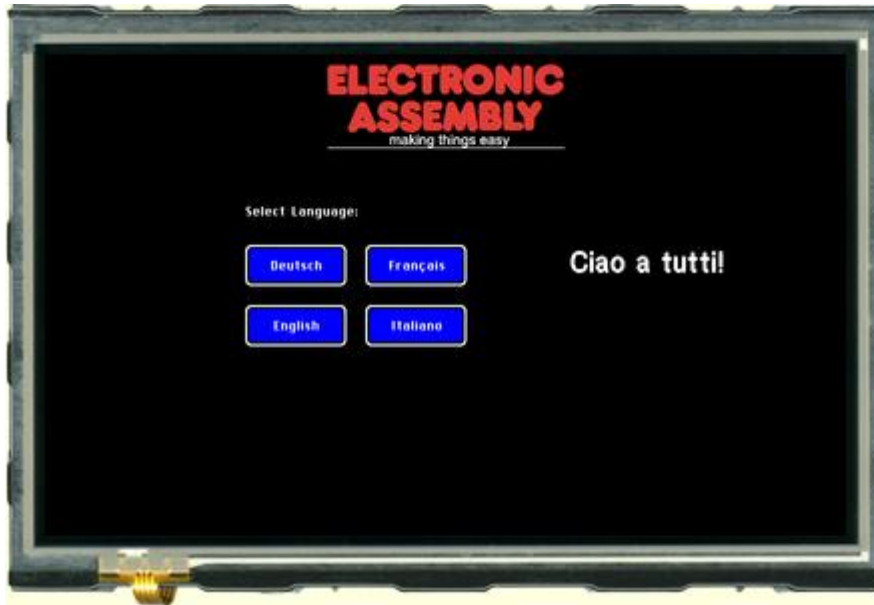 ELECTRONIC
ASSEMBLY
making things easy
Select Language:
Deutsch
Français
Ciao a tutti!
English
Italiano